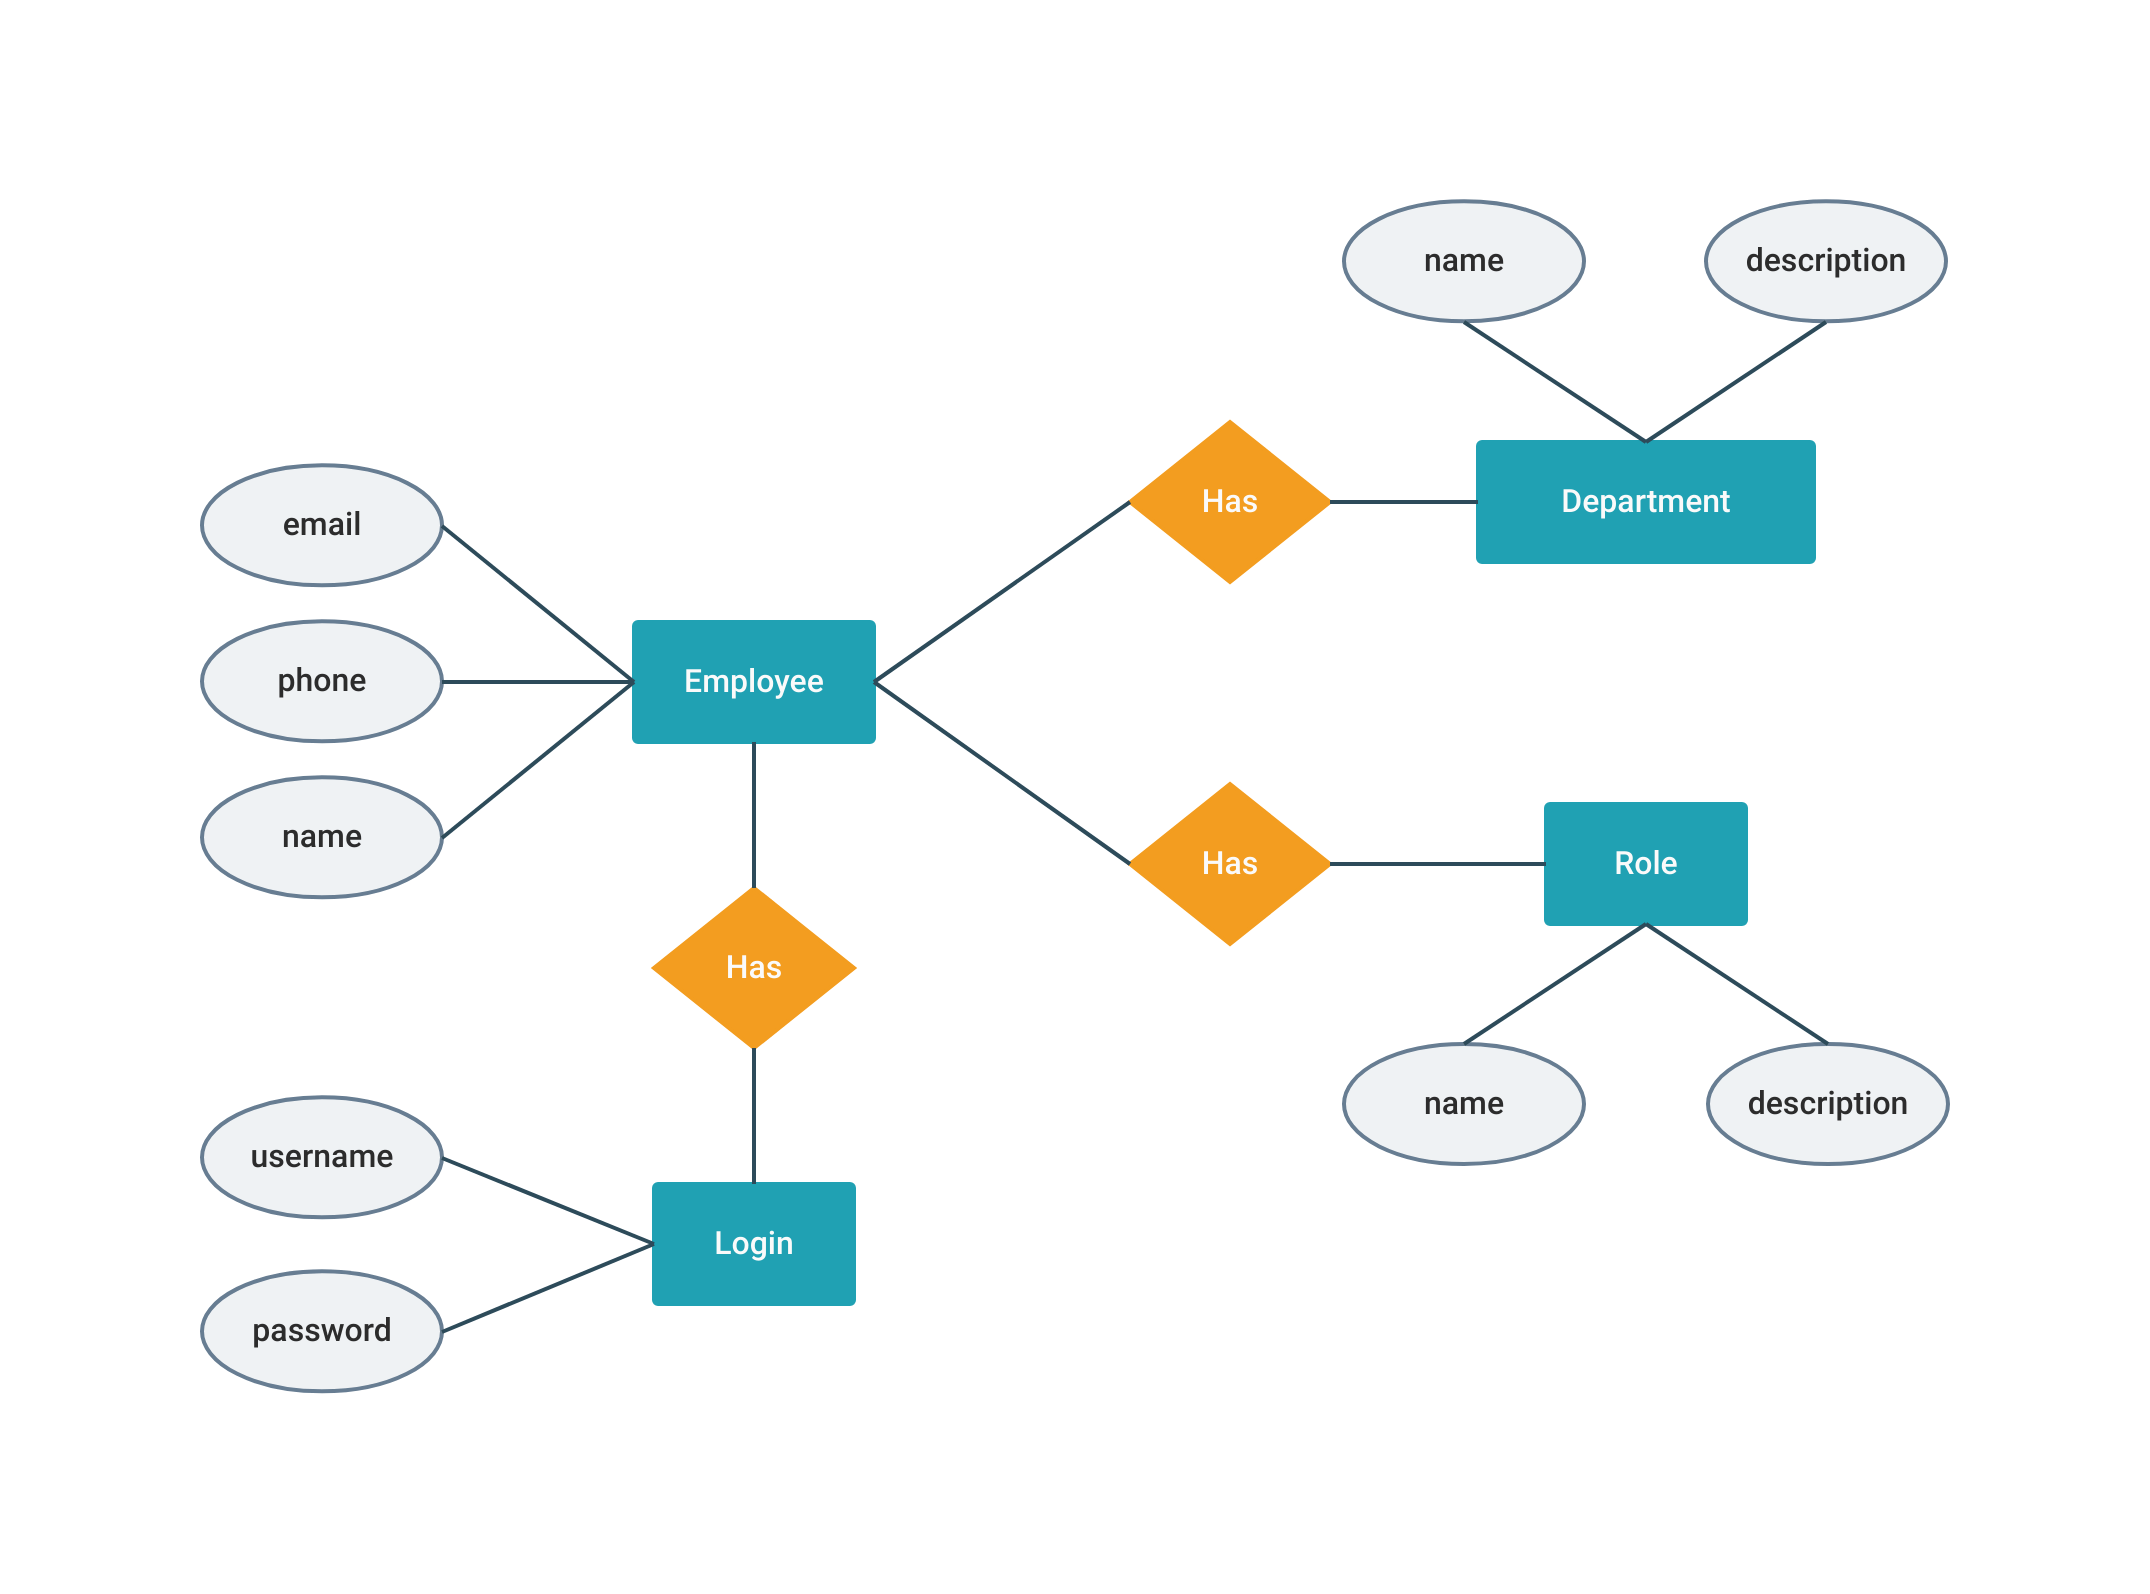 name
description
Has
Department
email
phone
name
Employee
Has
Role
name
description
Has
username
password
Login